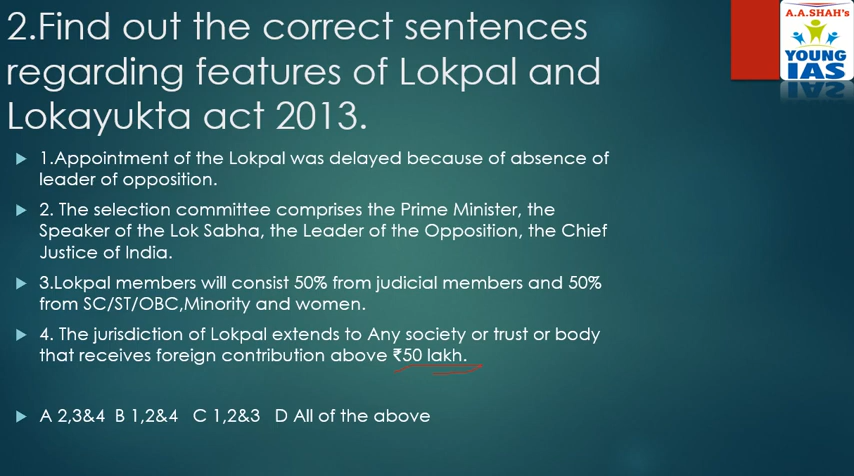 2.Find out the correct sentences
regarding features of Lokpal and
Lokayukta act 2013.
A.A.SHAH's
YOUNG
IAS
1.Appointment of the Lokpal was delayed because of absence of
leader of opposition.
2. The selection committee comprises the Prime Minister, the
Speaker of the Lok Sabha, the Leader of the Opposition, the Chief
Justice of India.
3.Lokpal members will consist 50% from judicial members and 50%
from SC/ST/OBC,Minority and women.
4. The jurisdiction of Lokpal extends to Any society or trust or body
that receives foreign contribution above ₹50 lakh.
A 2,3&4 B 1,2&4 C 1,2&3 D All of the above